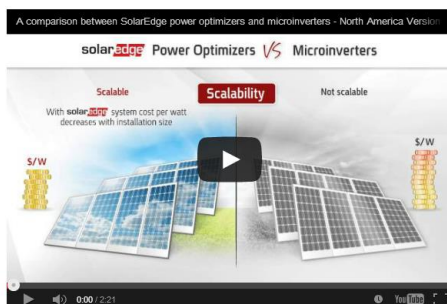 A comparison between SolarEdge power optimizers and microinverters - North America Version
solaredge Power Optimizers VS Microinverters
Scalable
Scalability
Not scalable
With solaredge system cost per watt
decreases with installation size
$/W
$/W
0:00 / 2:21
YouTube